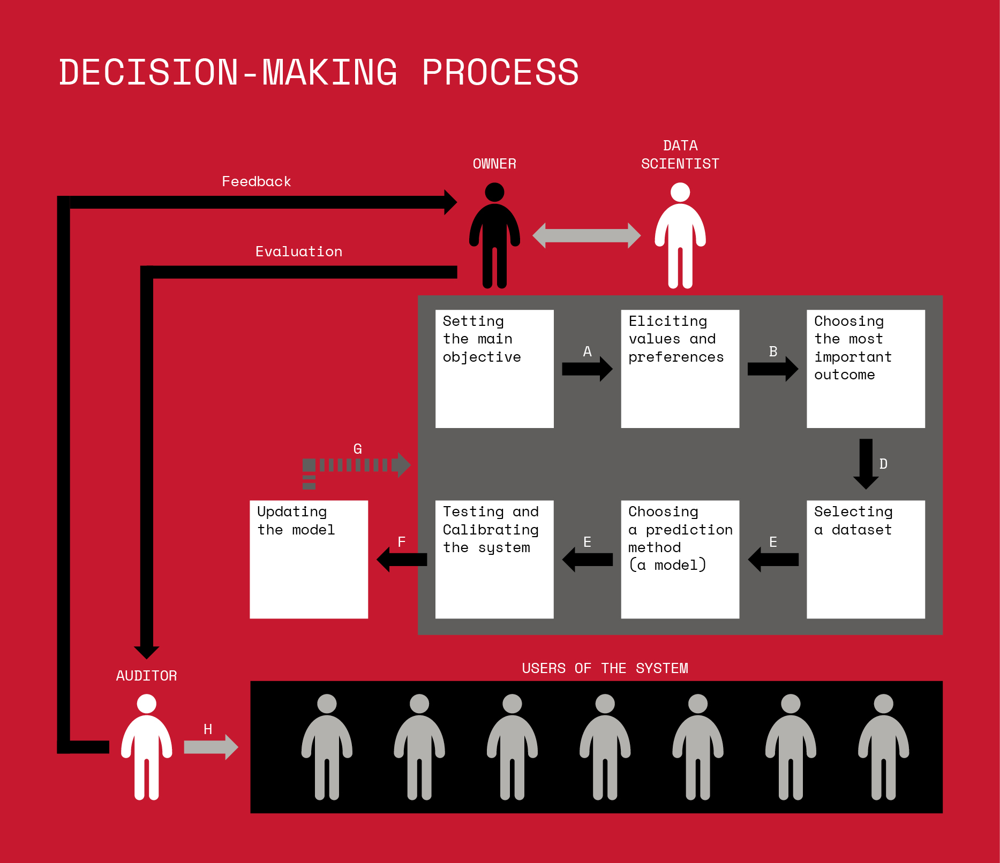 DECISION-MAKING PROCESS
DATA
SCIENTIST
OWNER
Feedback
Evaluation
Setting
the main
objective
A
Eliciting
values and
preferences
B
Choosing
the most
important
outcome
D
G
Updating
the model
F
Testing and
Calibrating
the system
E
Choosing
a prediction
method
(a model)
E
Selecting
a dataset
AUDITOR
H
USERS OF THE SYSTEM